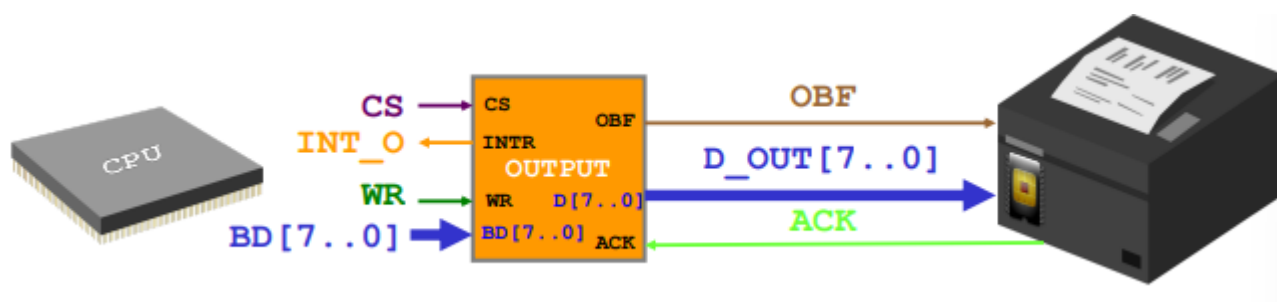 CPU
CS
INT_O
WR
BD[7..0]
CS
INTR
OUTPUT
WR
BD[7..0]
OBF
D[7..0]
ACK
OBF
D_OUT[7..0]
ACK